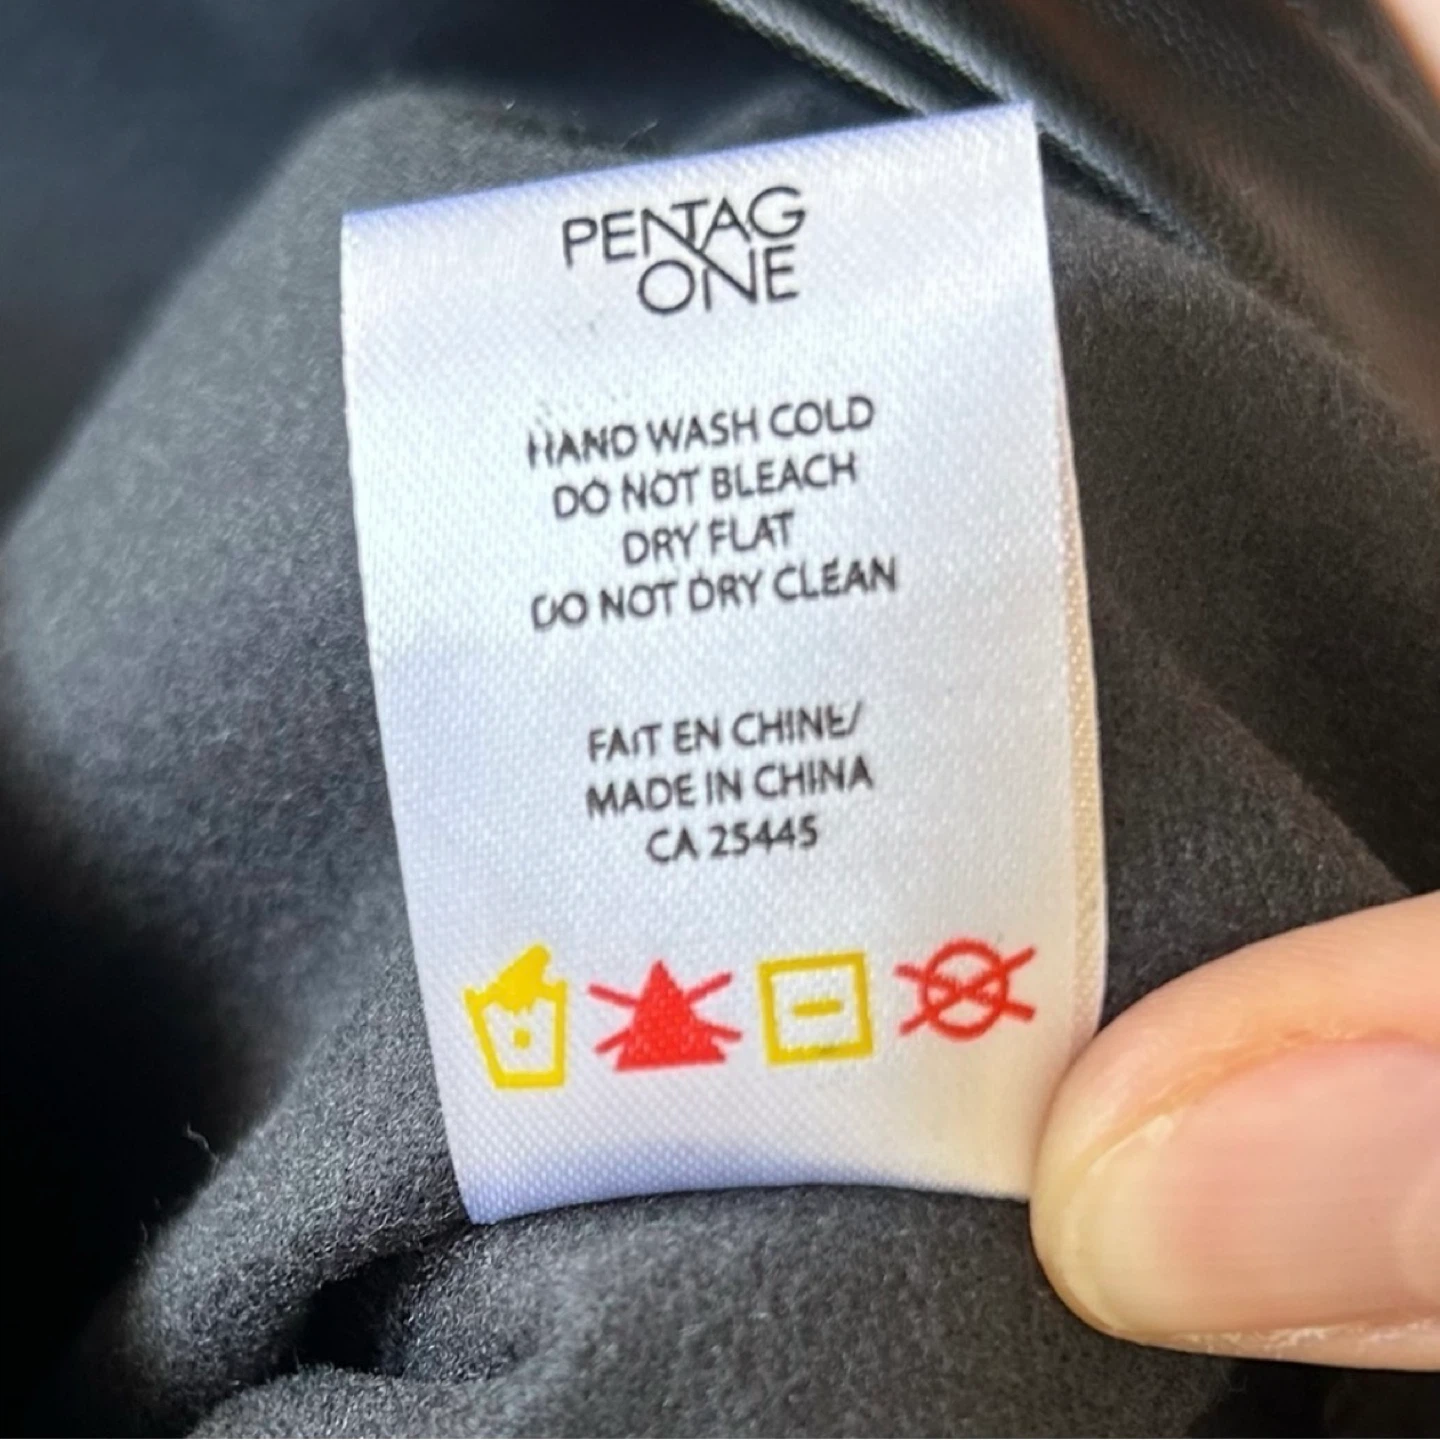 PENTAG
ONE
HAND WASH COLD
DO NOT BLEACH
DRY FLAT
DO NOT DRY CLEAN
FAIT EN CHINE/
MADE IN CHINA
CA 25445